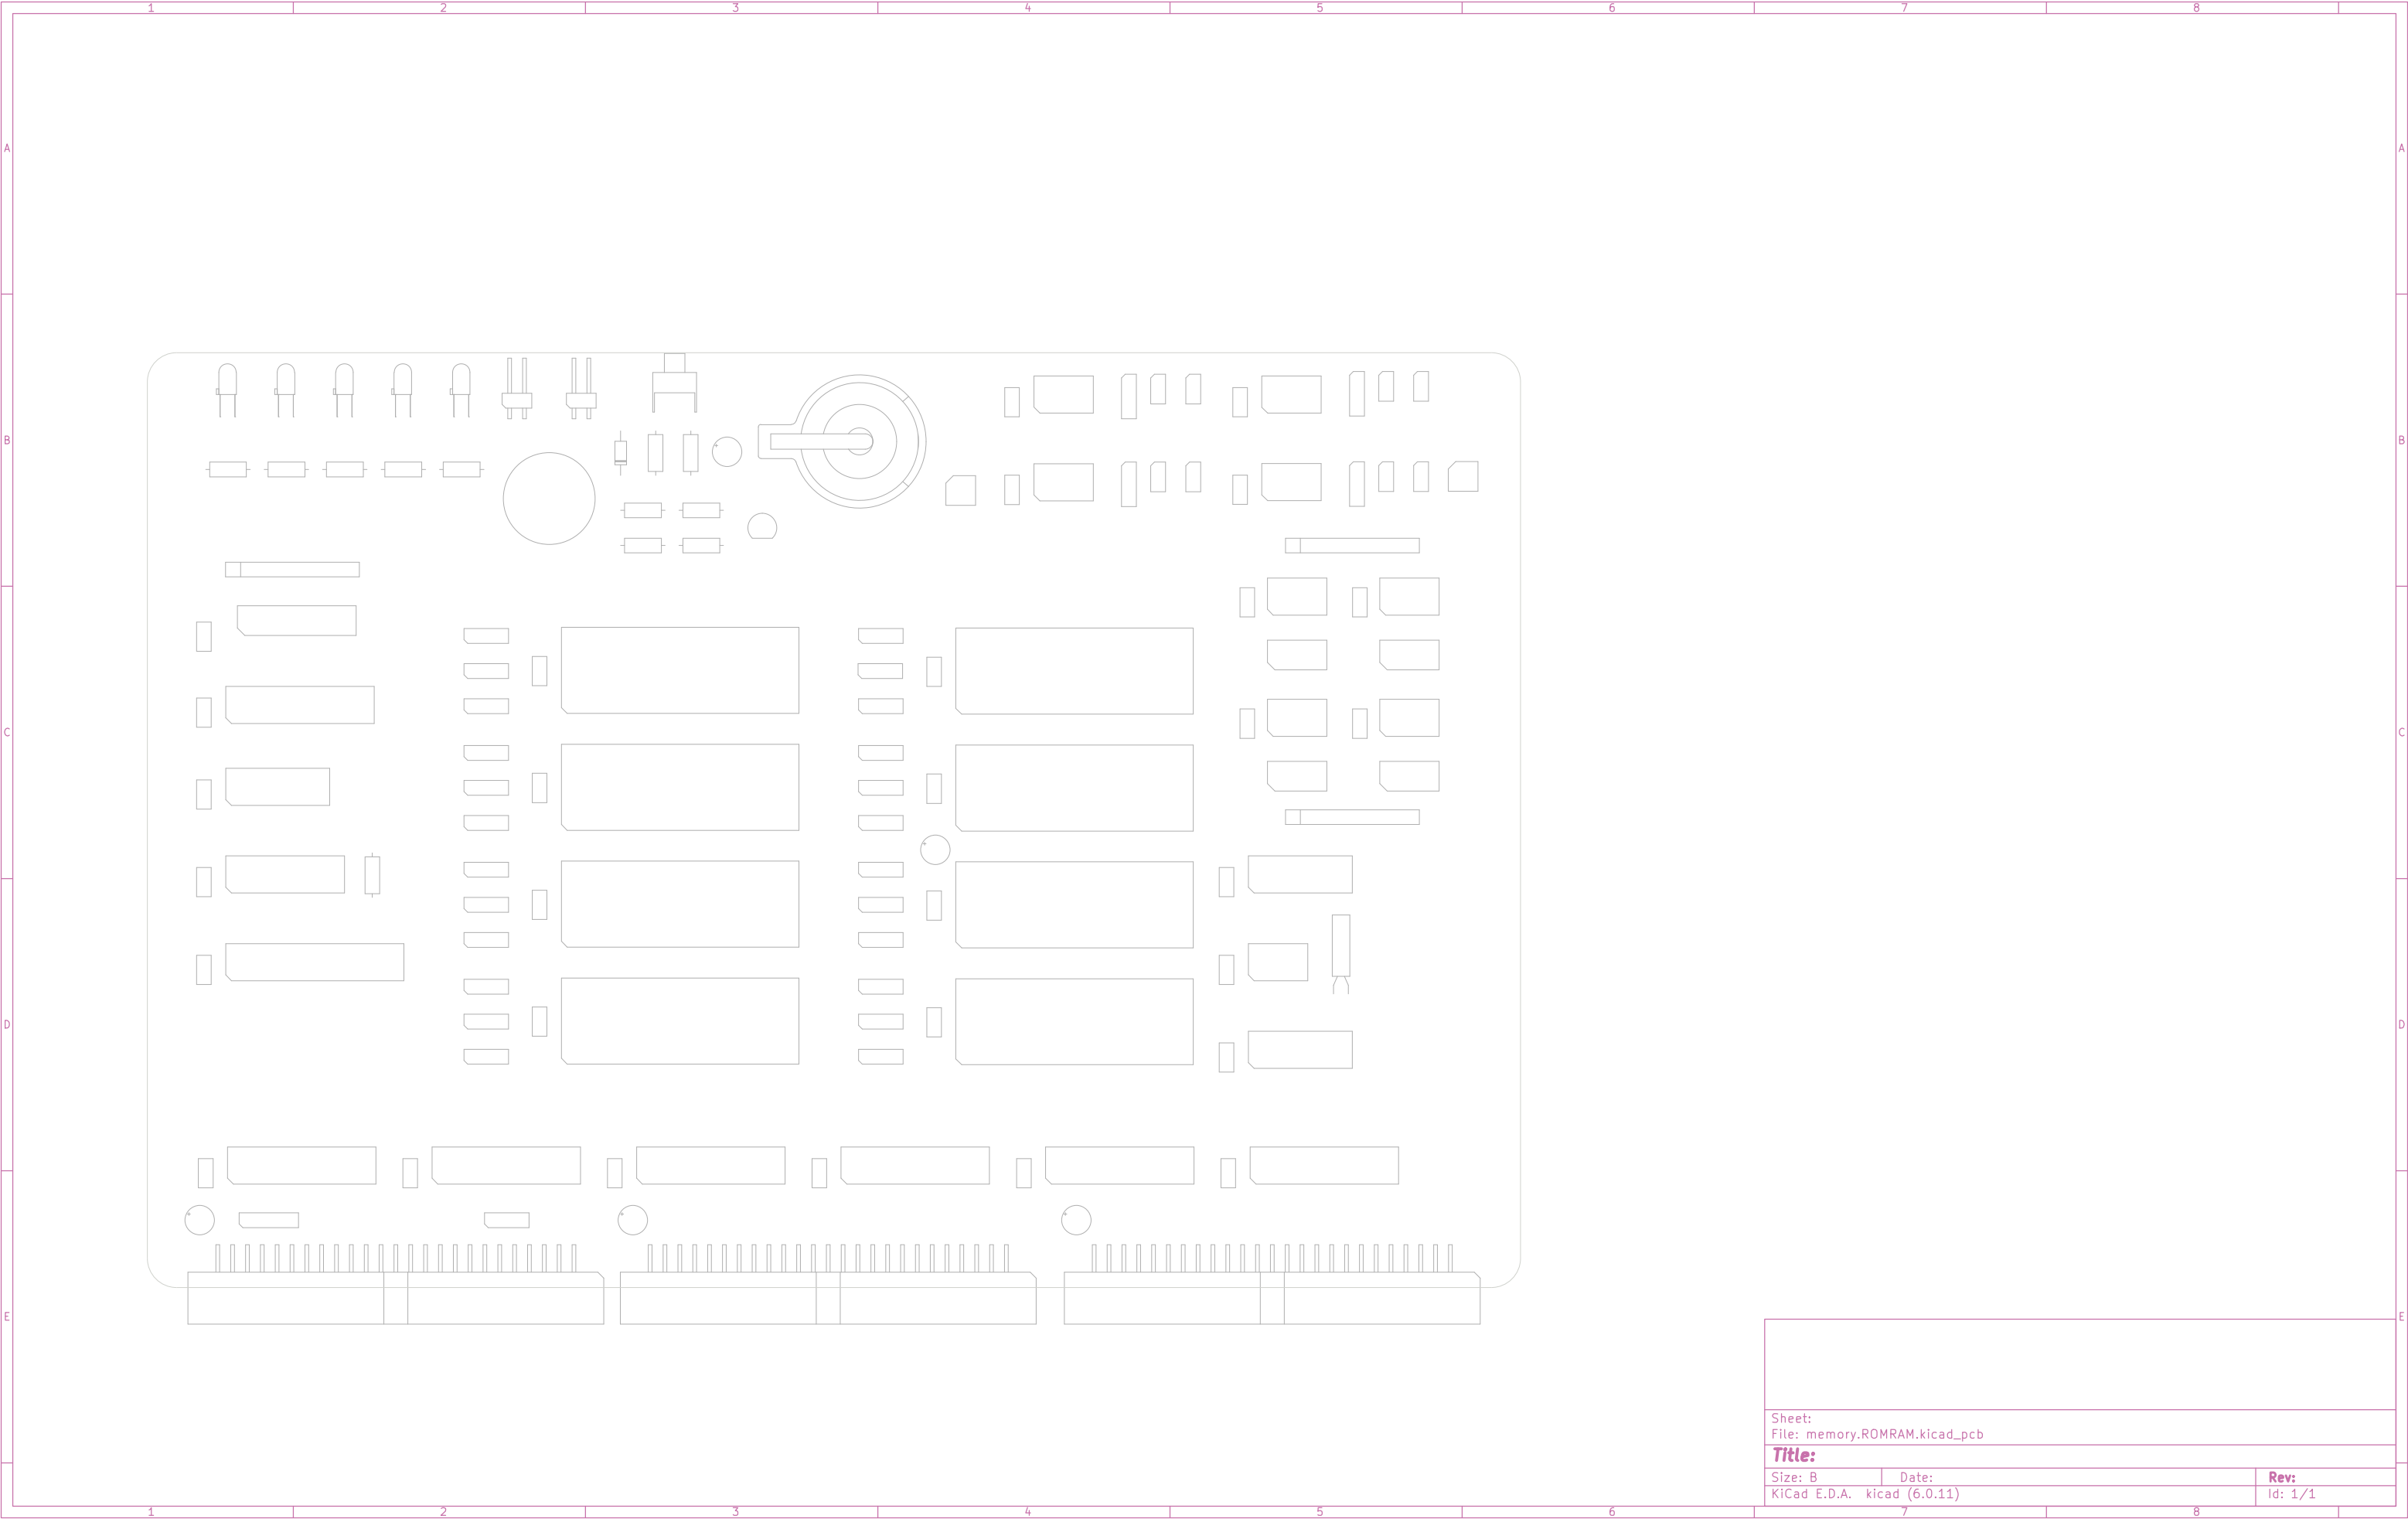 1 2 3 4 5 6 7 8
A A
B B
C C
D D
E E
Sheet:
File: memory.ROMRAM.kicad_pcb
Title:
Size: B Date: Rev:
KiCad E.D.A. kicad (6.0.11) Id: 1/1
1 2 3 4 5 6 7 8